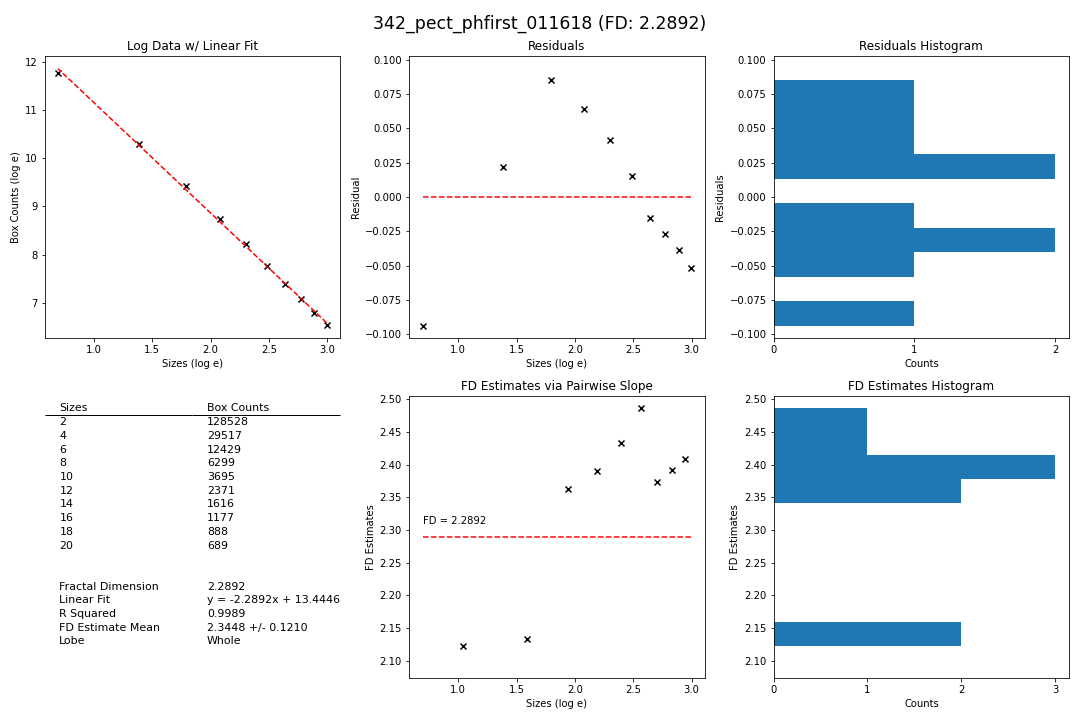 342_pect_phfirst_011618 (FD: 2.2892)
Log Data w/ Linear Fit
12
11
10
9
8
7
Box Counts (log e)
1.0 1.5 2.0 2.5 3.0
Sizes (log e)
Residuals
0.100
0.075
0.050
0.025
0.000
−0.025
−0.050
−0.075
−0.100
Residual
1.0 1.5 2.0 2.5 3.0
Sizes (log e)
Residuals Histogram
0.100
0.075
0.050
0.025
0.000
−0.025
−0.050
−0.075
−0.100
Residuals
0 1 2
Counts
Sizes Box Counts
2 128528
4 29517
6 12429
8 6299
10 3695
12 2371
14 1616
16 1177
18 888
20 689
Fractal Dimension 2.2892
Linear Fit y = -2.2892x + 13.4446
R Squared 0.9989
FD Estimate Mean 2.3448 +/- 0.1210
Lobe Whole
FD Estimates via Pairwise Slope
2.50
2.45
2.40
2.35
2.30
2.25
2.20
2.15
2.10
FD Estimates
FD = 2.2892
1.0 1.5 2.0 2.5 3.0
Sizes (log e)
FD Estimates Histogram
2.50
2.45
2.40
2.35
2.30
2.25
2.20
2.15
2.10
FD Estimates
0 1 2 3
Counts